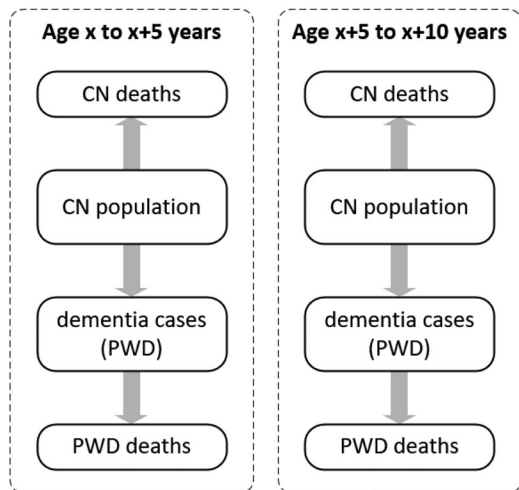 Age x to x+5 years
CN deaths
CN population
dementia cases
(PWD)
PWD deaths
Age x+5 to x+10 years
CN deaths
CN population
dementia cases
(PWD)
PWD deaths